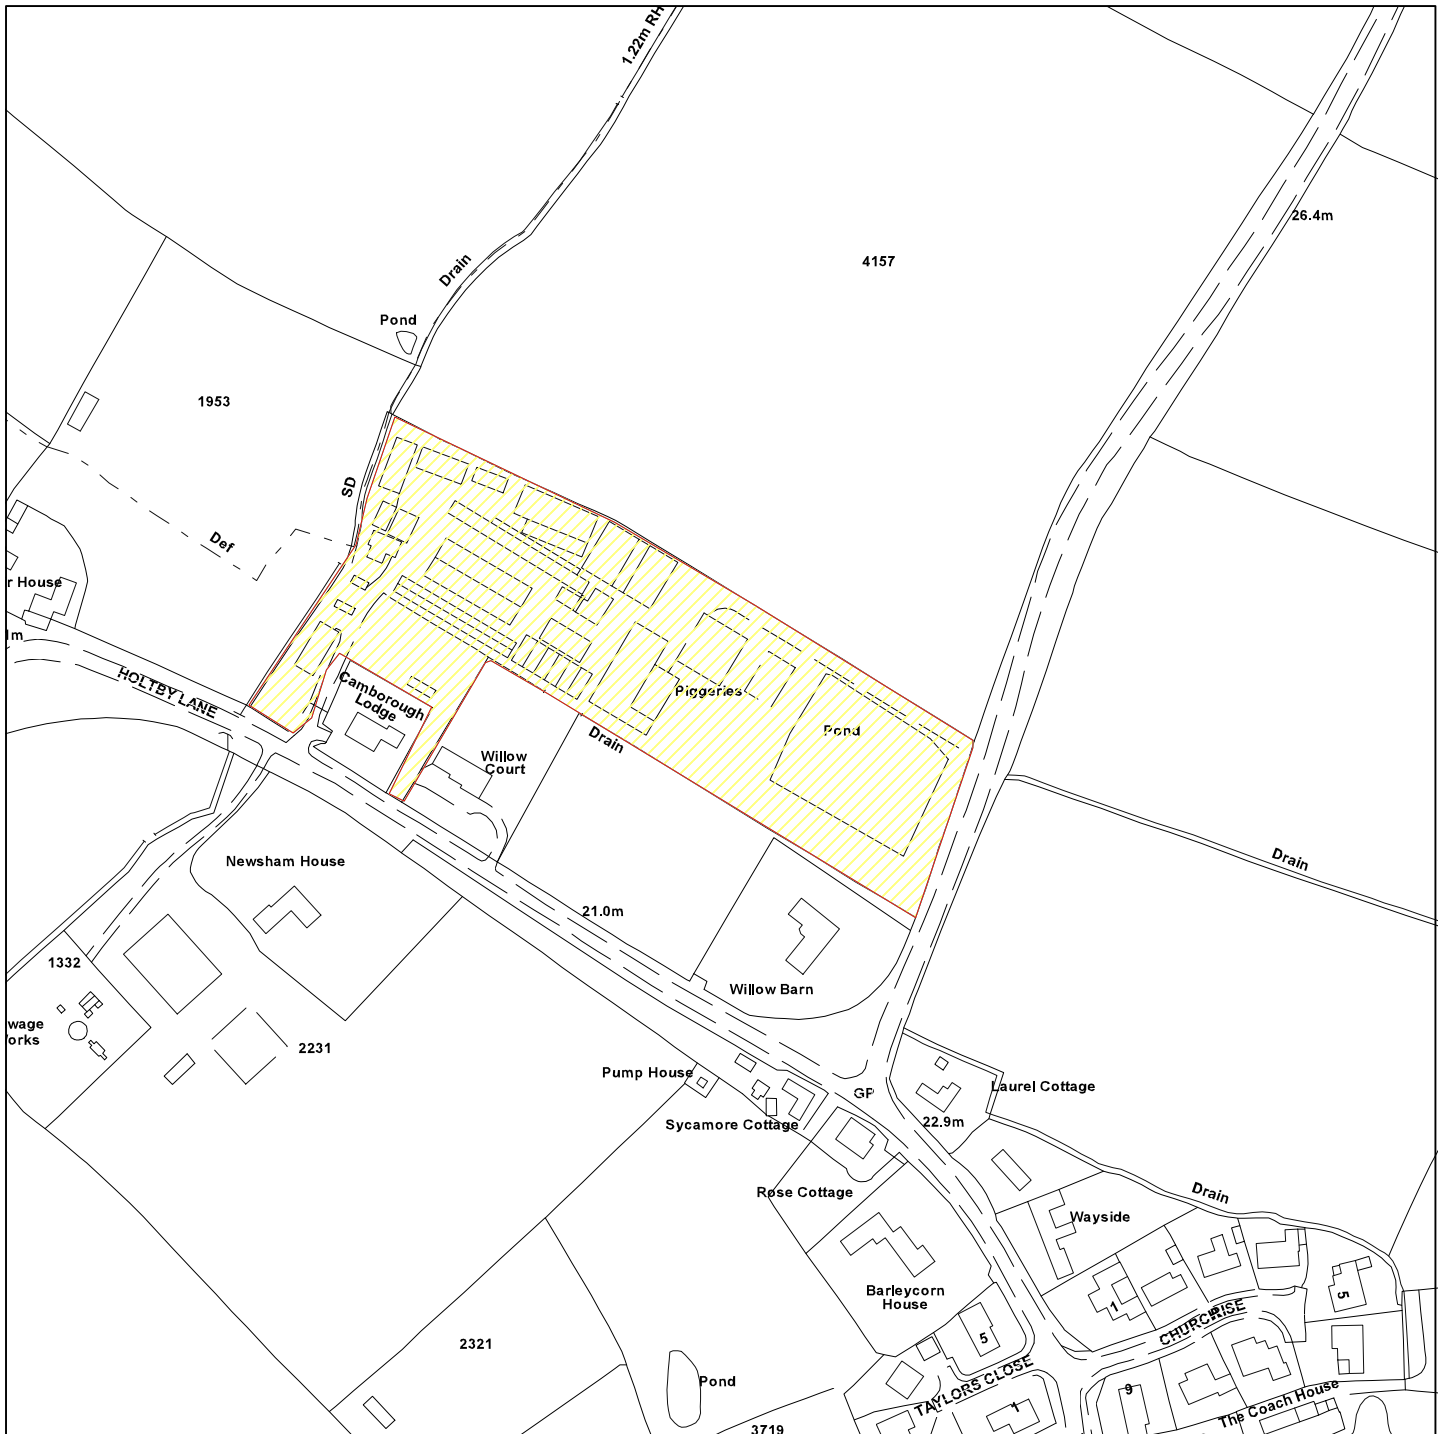 1.22m RH
26.4m
4157
Drain
Pond
1953
SD
Def
r House
HOLTBY LANE
Camborough
Lodge
Piggeries
Pond
Willow
Court
Drain
Newsham House
Drain
21.0m
1332
Willow Barn
wage
orks
2231
Pump House
GP
Laurel Cottage
Sycamore Cottage
22.9m
Rose Cottage
Drain
Wayside
Barleycorn
House
5
1
CHURCH RISE
5
2321
TAYLORS CLOSE
Pond
9
1
The Coach House
3719